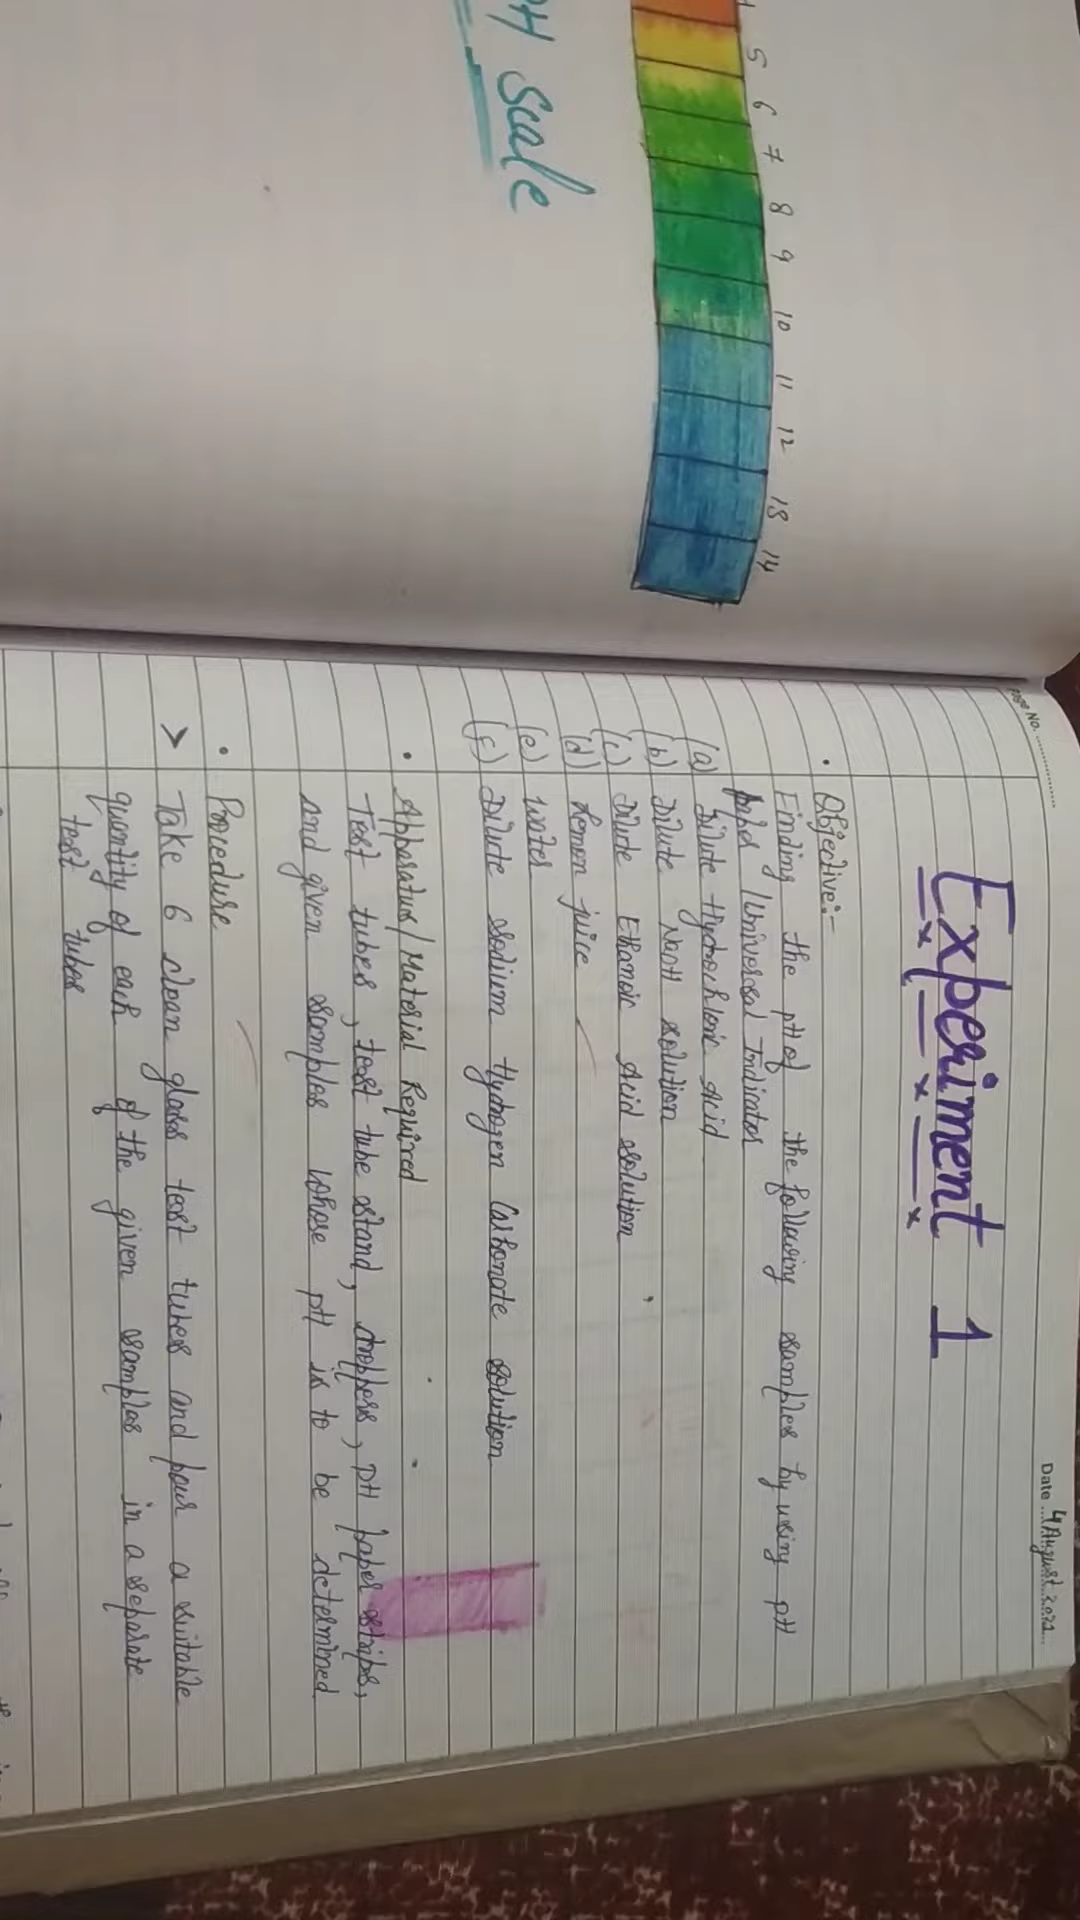 4 5 6 7 8 9 10 11 12 13 14
pH Scale
Page No.
Date 4 August 2021
Experiment 1
• Objective:-
Finding the pH of the following samples by using pH
paper / Universal Indicator
(a) Dilute Hydrochloric Acid
(b) Dilute NaOH solution
(c) Dilute Ethanoic Acid solution
(d) Lemon juice
(e) Water
(f) Dilute Sodium Hydrogen Carbonate solution
• Apparatus/Material Required
Test tubes, test tube stand, droppers, pH paper strips,
and given samples whose pH is to be determined
• Procedure
> Take 6 clean glass test tubes and pour a suitable
quantity of each of the given samples in a separate
test tubes